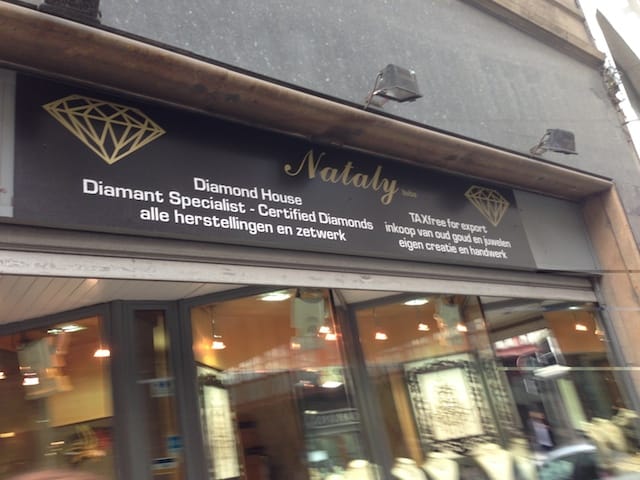 Nataly
Diamond House
Diamant Specialist - Certified Diamonds
alle herstellingen en zetwerk
TAXfree for export
inkoop van oud goud en juwelen
eigen creatie en handwerk